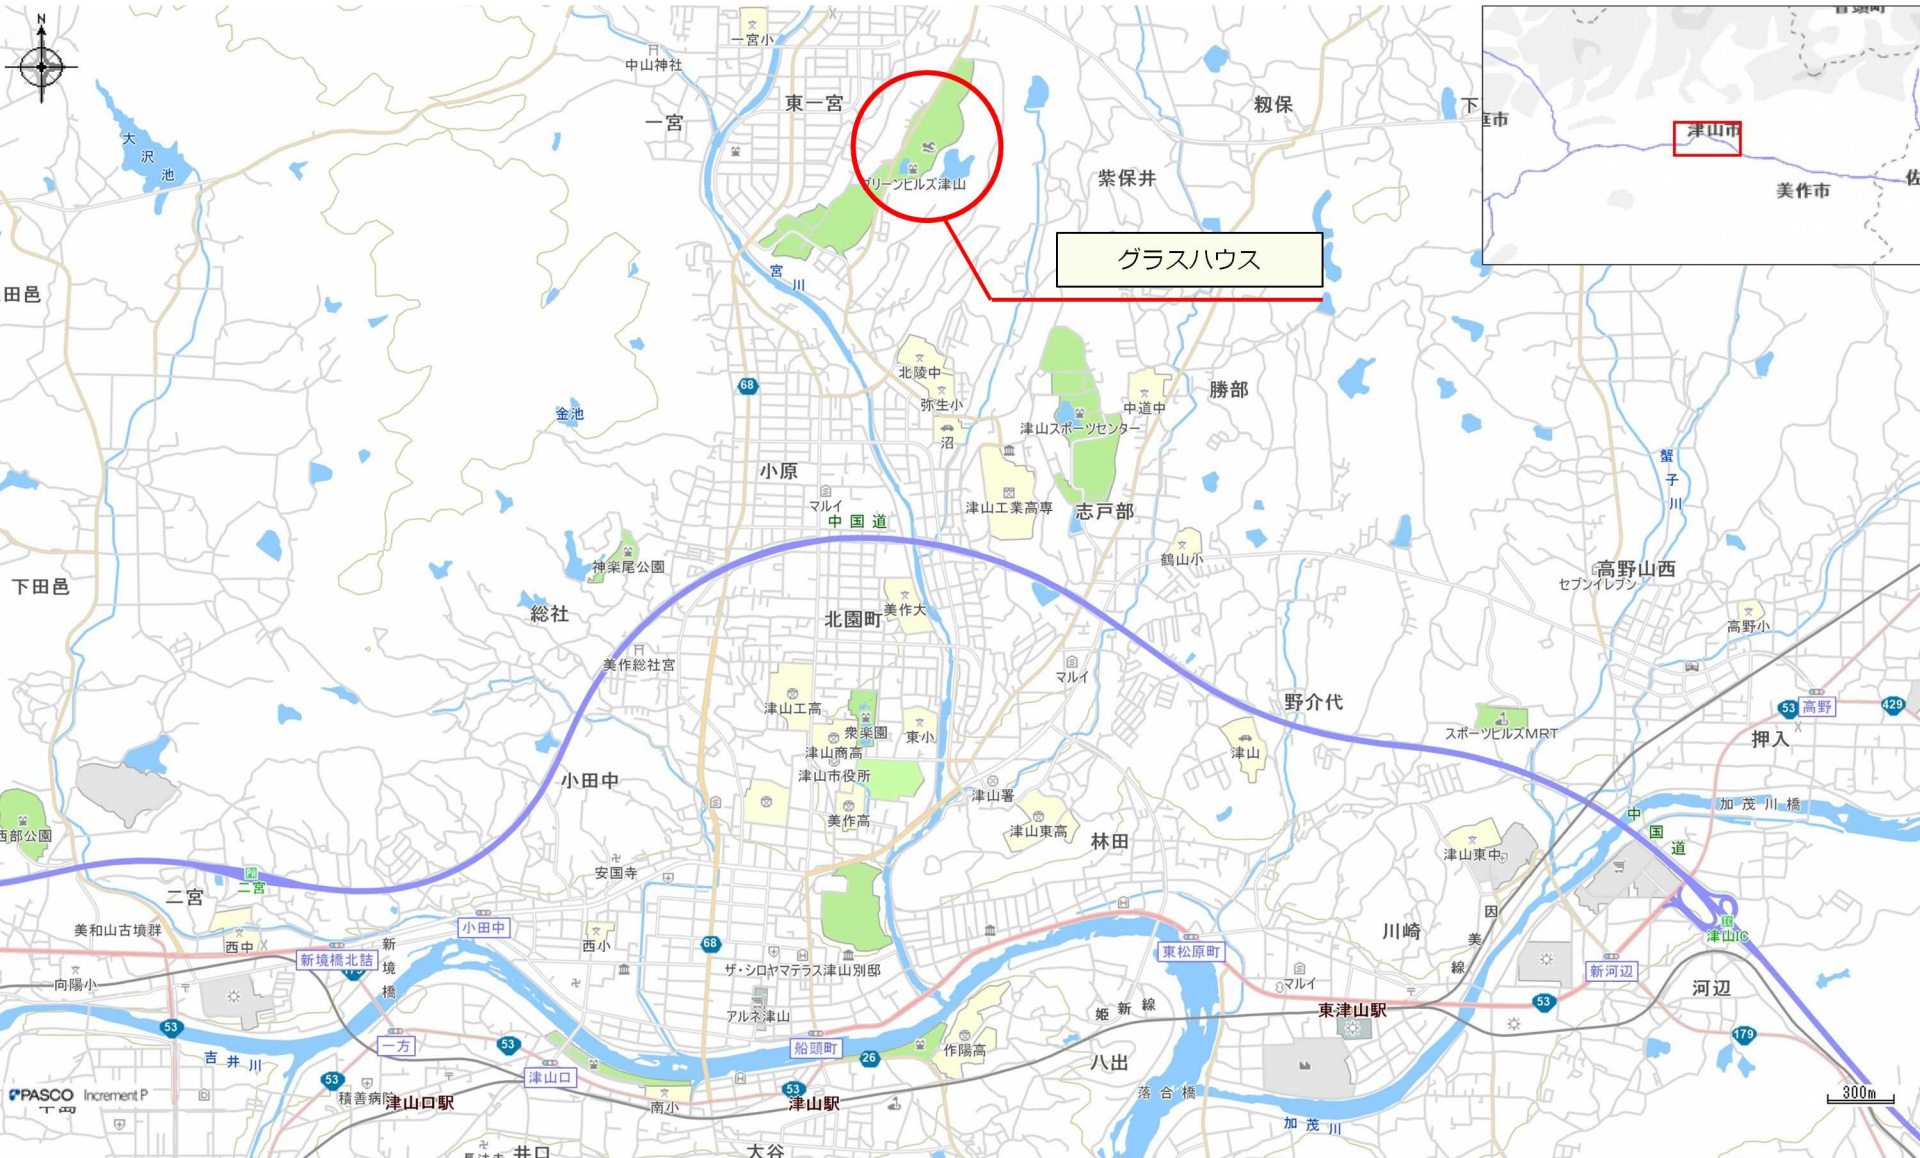 N
一宮小
中山神社
東一宮
一宮
籾保
下
津山市
美作市
佐
大沢池
紫保井
グリーンヒルズ津山
グラスハウス
宮川
田邑
北陵中
弥生小
沼
中道中
勝部
68
金池
津山スポーツセンター
蟹子川
小原
マルイ
中国道
津山工業高専
志戸部
神楽尾公園
鶴山小
高野山西
セブンイレブン
下田邑
総社
北園町
美作大
高野小
美作総社宮
マルイ
津山工高
野介代
53
高野
429
衆楽園
東小
津山商高
津山市役所
津山
スポーツヒルズMRT
押入
小田中
津山署
美作高
津山東高
林田
加茂川橋
中国道
西部公園
津山東中
安国寺
二宮
二宮
美和山古墳群
西中
小田中
西小
新境橋北詰
新境橋
68
ザ・シロヤマテラス津山別邸
東松原町
川崎
因美線
津山IC
新河辺
向陽小
179
アルネ津山
マルイ
河辺
53
53
姫新線
東津山駅
53
179
吉井川
一方
船頭町
26
作陽高
八出
津山口
53
53
落合橋
PASCO Increment P
積善病院
津山口駅
南小
津山駅
加茂川
300m
井口
大谷